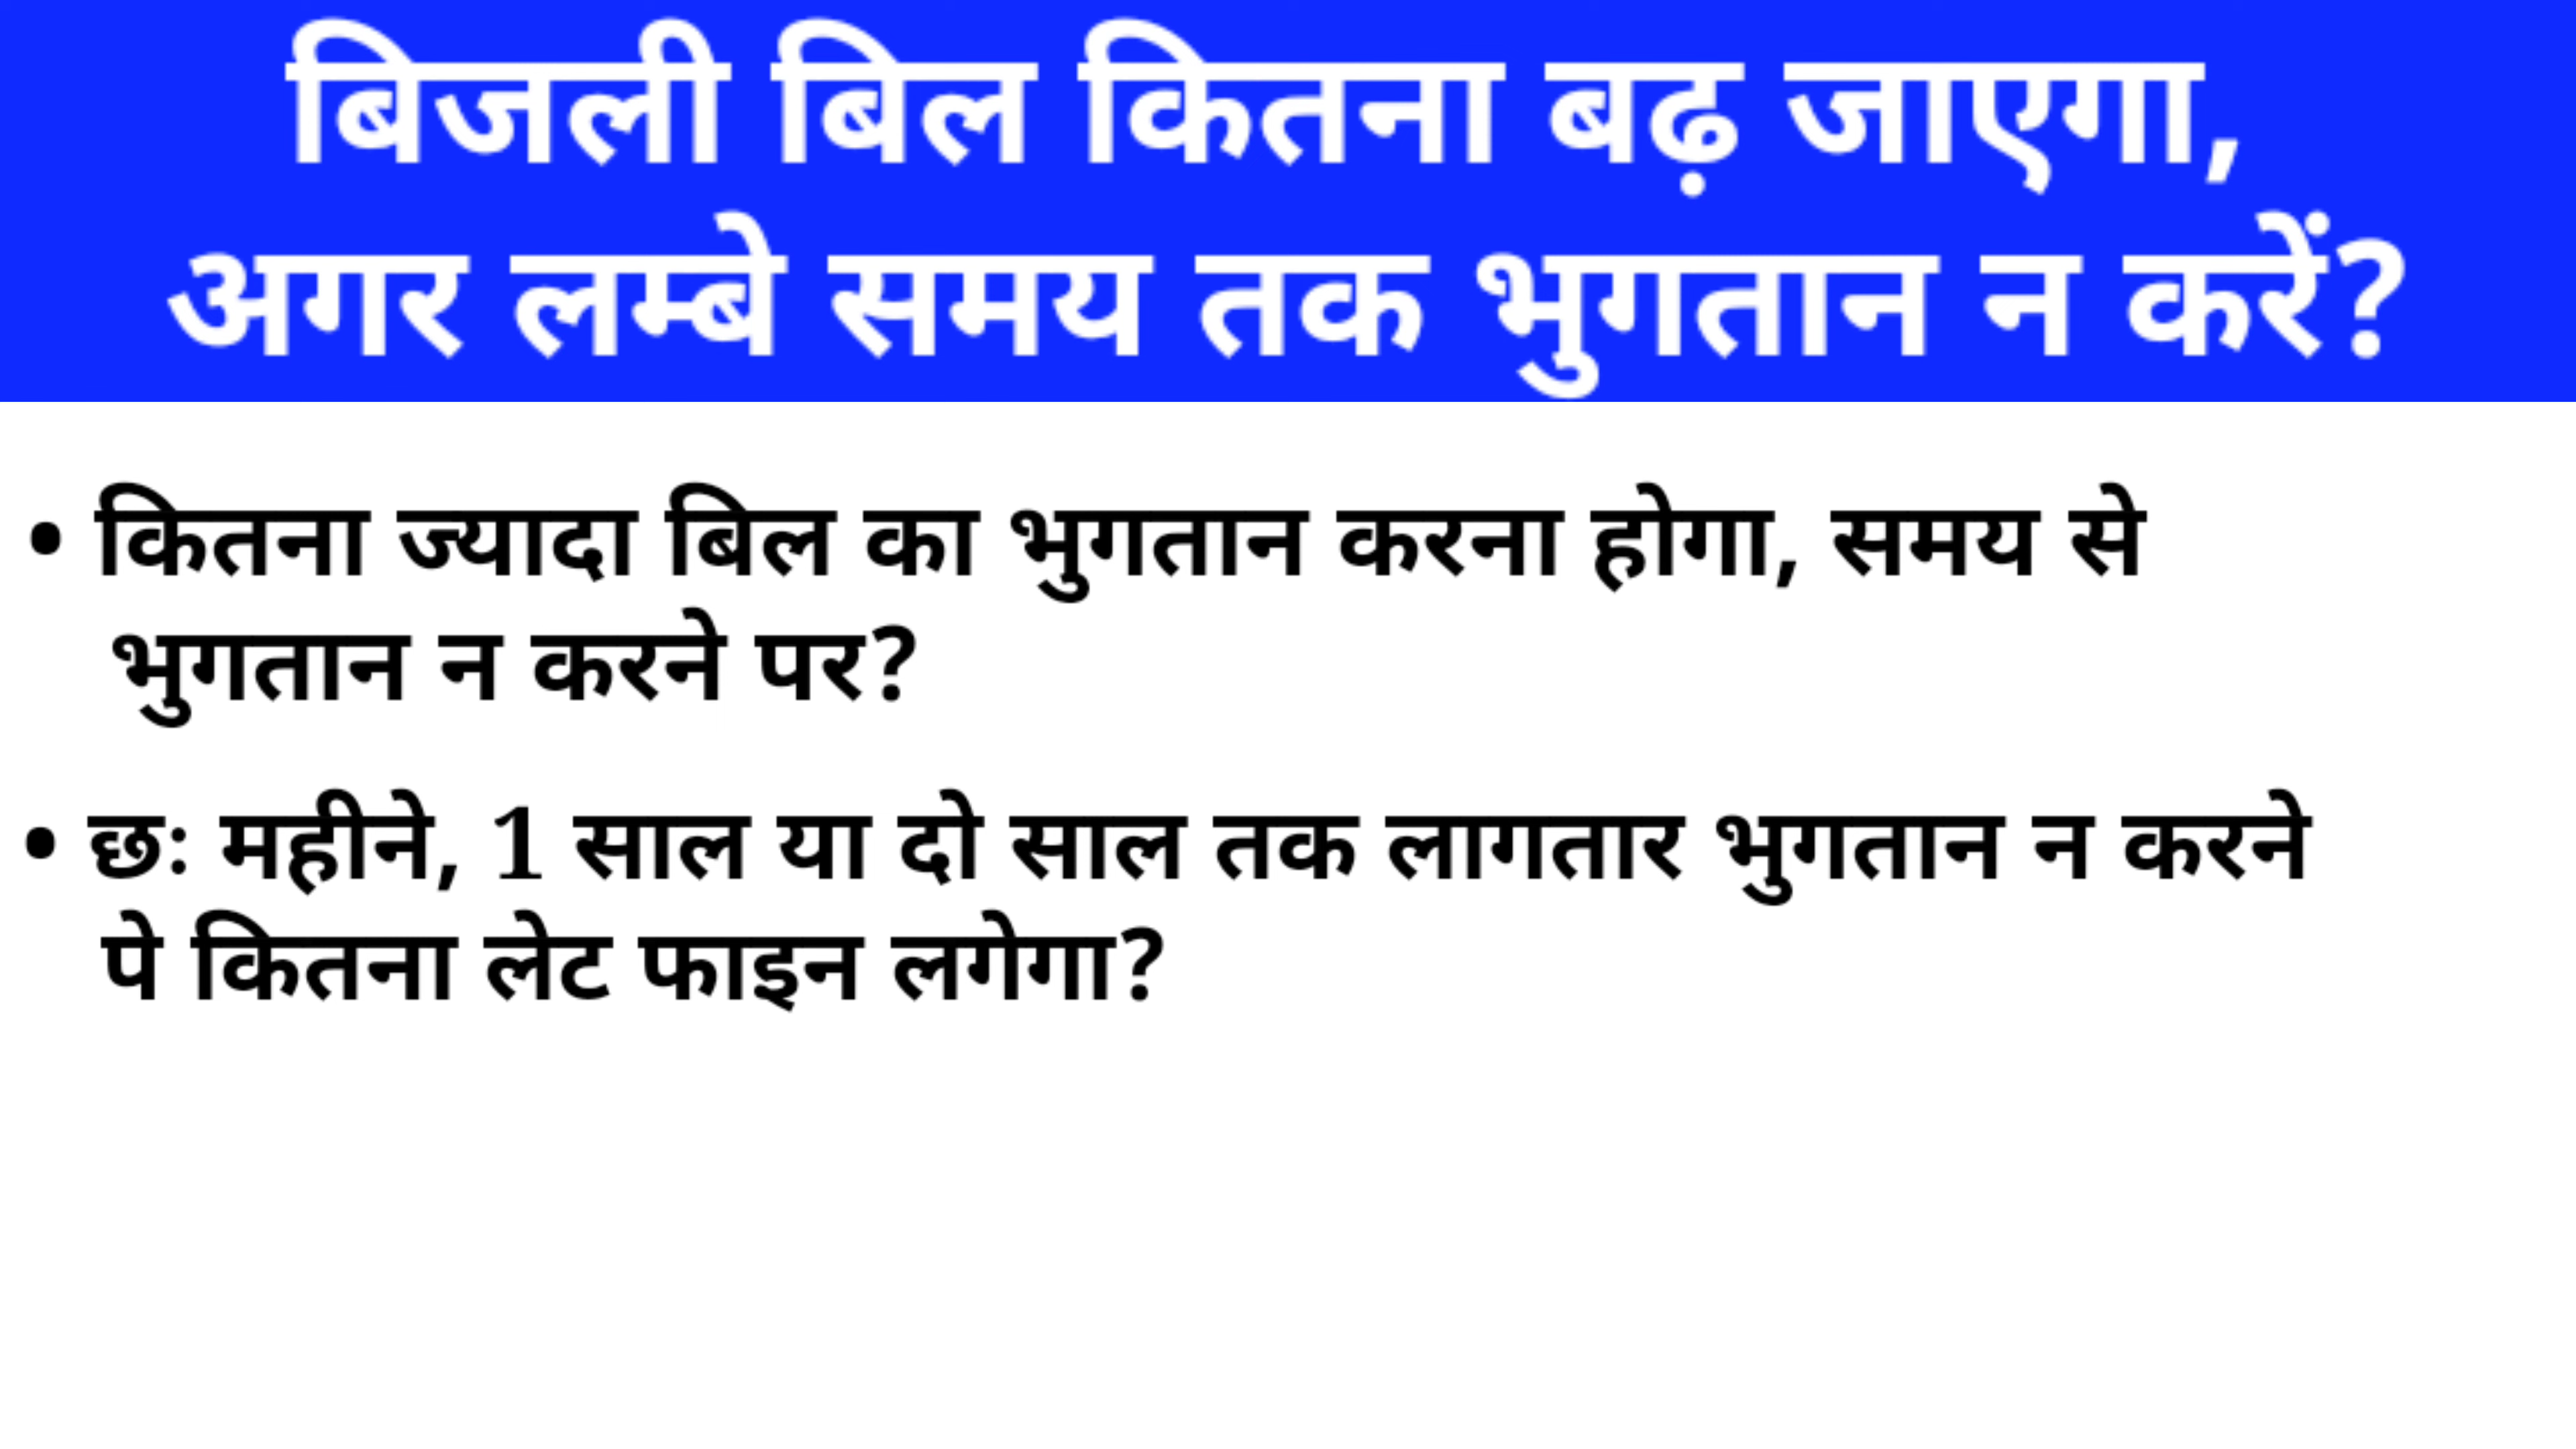 बिजली बिल कितना बढ़ जाएगा,
अगर लम्बे समय तक भुगतान न करें?
• कितना ज्यादा बिल का भुगतान करना होगा, समय से
भुगतान न करने पर?
• छः महीने, 1 साल या दो साल तक लागतार भुगतान न करने
पे कितना लेट फाइन लगेगा?